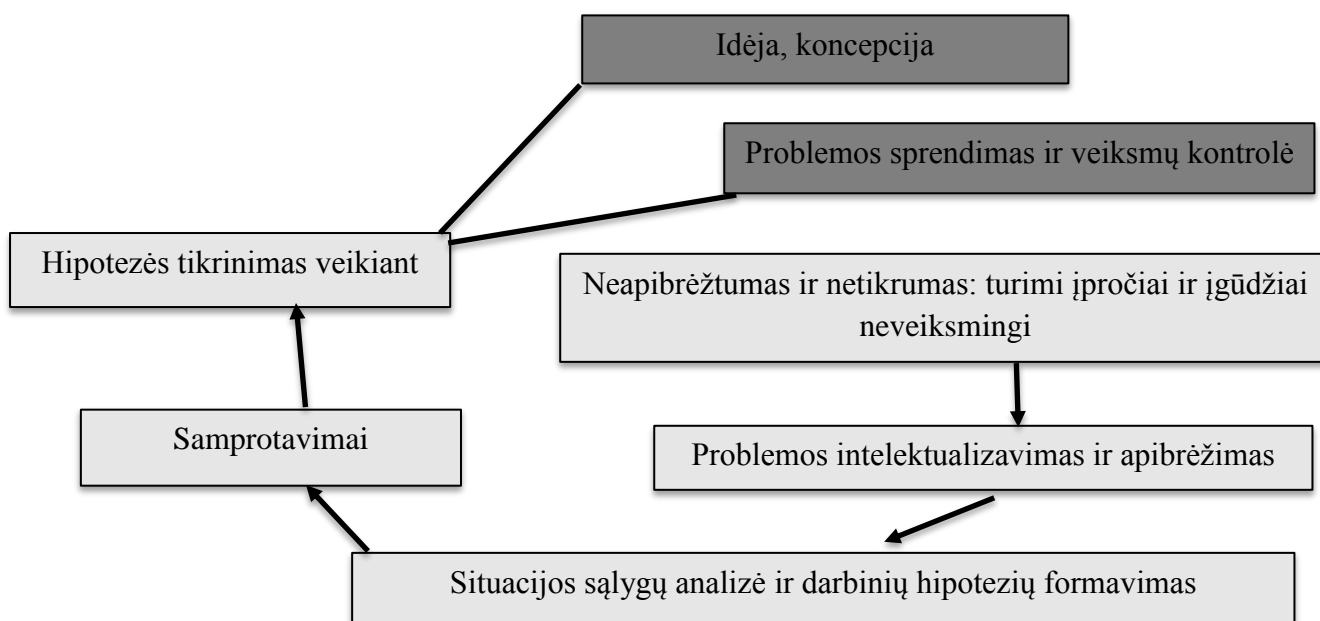 Idėja, koncepcija
Problemos sprendimas ir veiksmų kontrolė
Hipotezės tikrinimas veikiant
Neapibrėžtumas ir netikrumas: turimi įpročiai ir įgūdžiai
neveiksmingi
Samprotavimai
Problemos intelektualizavimas ir apibrėžimas
Situacijos sąlygų analizė ir darbinių hipotezių formavimas